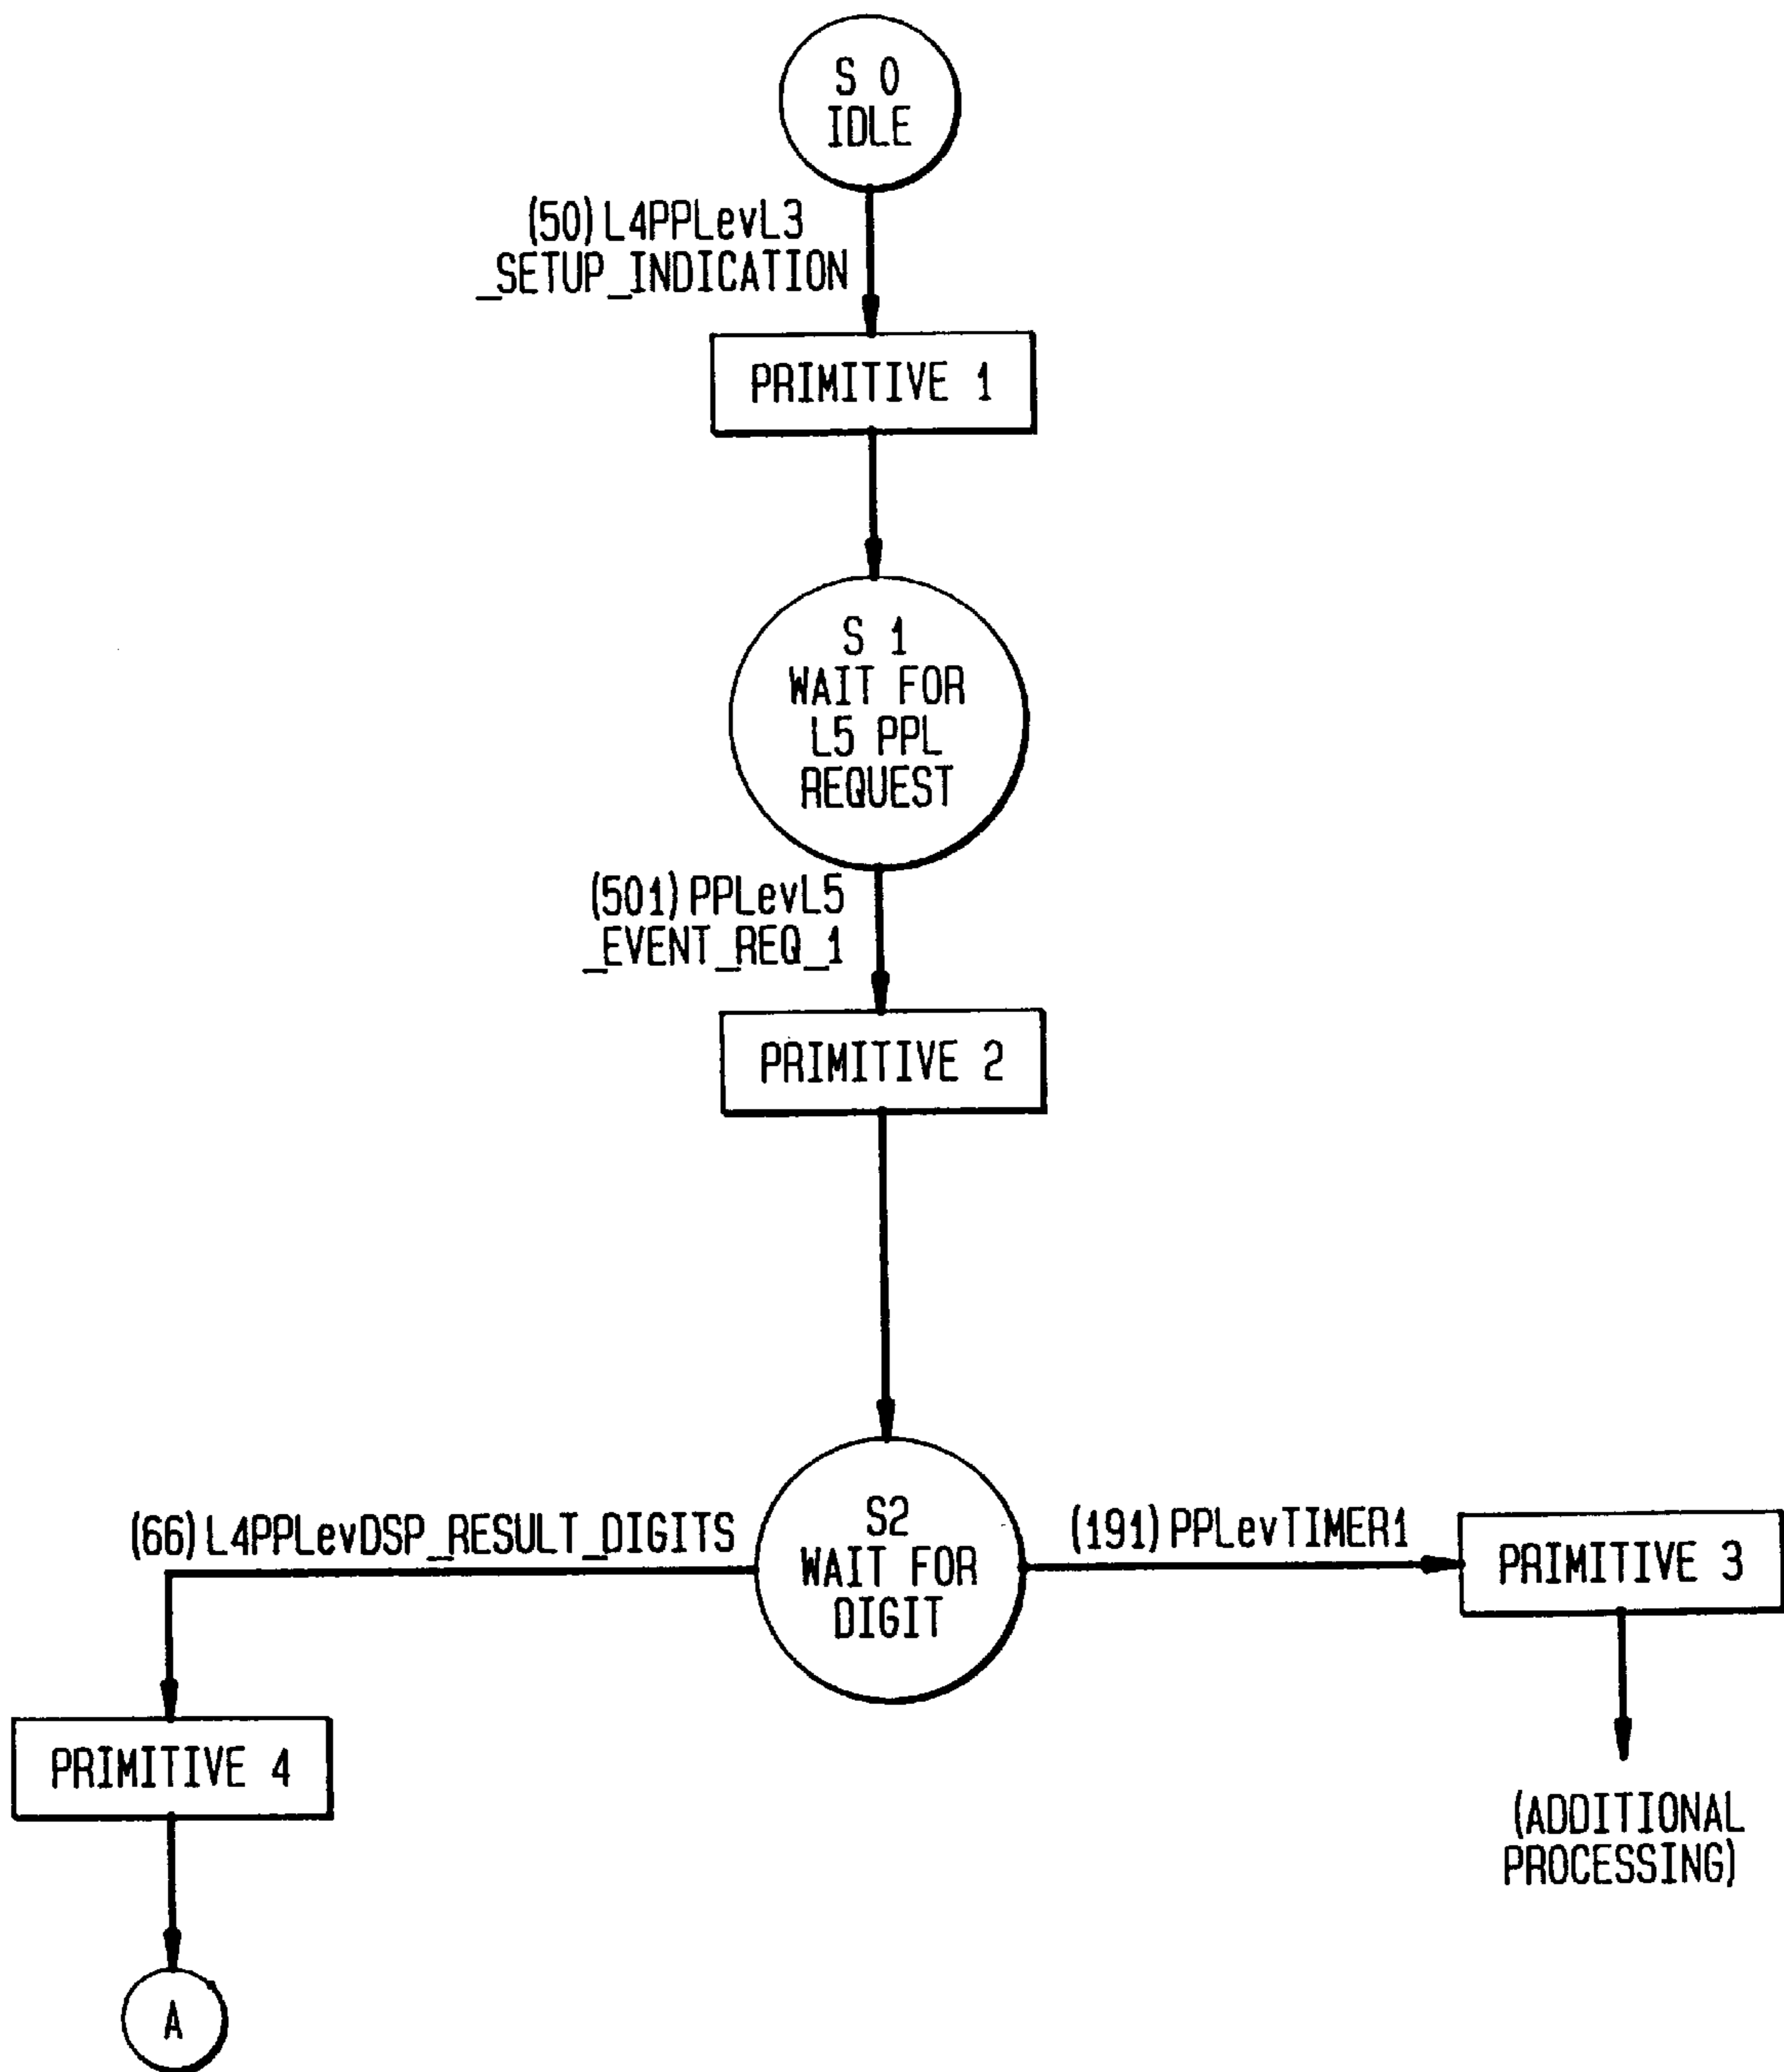 S 0
IDLE
(50) L4PPLevL3
_SETUP_INDICATION
PRIMITIVE 1
S 1
WAIT FOR
L5 PPL
REQUEST
(501) PPLevL5
_EVENT_REQ_1
PRIMITIVE 2
(66) L4PPLevDSP_RESULT_DIGITS
S2
WAIT FOR
DIGIT
(191) PPLevTIMER1
PRIMITIVE 3
PRIMITIVE 4
(ADDITIONAL
PROCESSING)
A